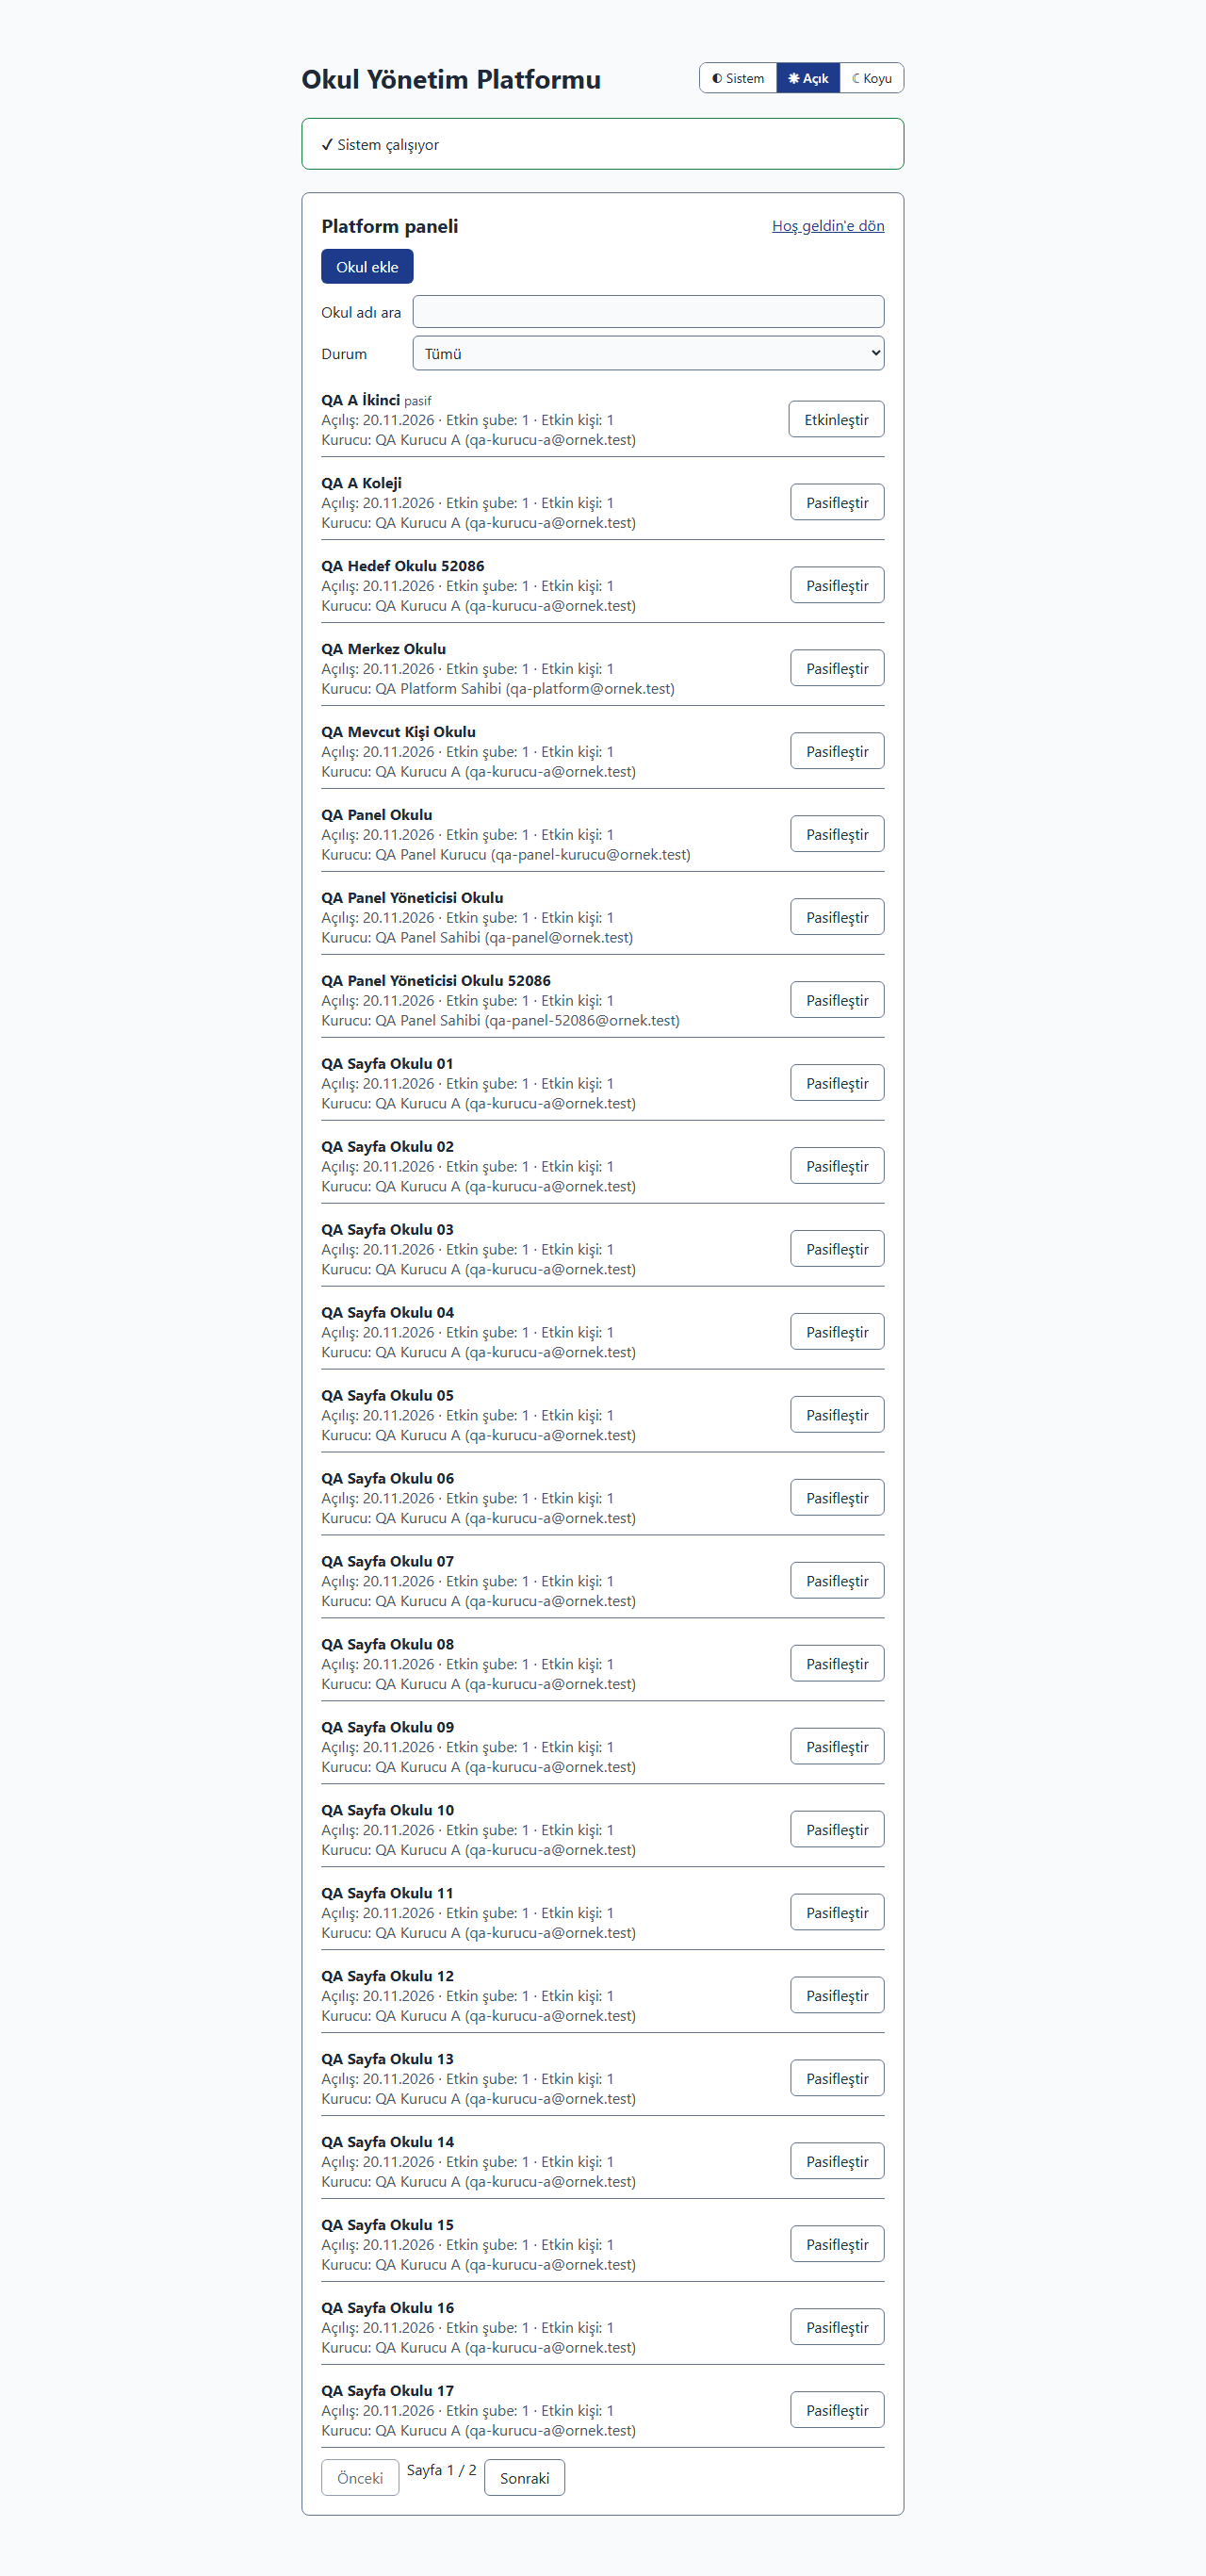 Okul Yönetim Platformu
◐ Sistem
❋ Açık
☾ Koyu
✓ Sistem çalışıyor
Platform paneli
Hoş geldin'e dön
Okul ekle
Okul adı ara
Durum
Tümü
QA A İkinci pasif
Açılış: 20.11.2026 · Etkin şube: 1 · Etkin kişi: 1
Kurucu: QA Kurucu A (qa-kurucu-a@ornek.test)
Etkinleştir
QA A Koleji
Açılış: 20.11.2026 · Etkin şube: 1 · Etkin kişi: 1
Kurucu: QA Kurucu A (qa-kurucu-a@ornek.test)
Pasifleştir
QA Hedef Okulu 52086
Açılış: 20.11.2026 · Etkin şube: 1 · Etkin kişi: 1
Kurucu: QA Kurucu A (qa-kurucu-a@ornek.test)
Pasifleştir
QA Merkez Okulu
Açılış: 20.11.2026 · Etkin şube: 1 · Etkin kişi: 1
Kurucu: QA Platform Sahibi (qa-platform@ornek.test)
Pasifleştir
QA Mevcut Kişi Okulu
Açılış: 20.11.2026 · Etkin şube: 1 · Etkin kişi: 1
Kurucu: QA Kurucu A (qa-kurucu-a@ornek.test)
Pasifleştir
QA Panel Okulu
Açılış: 20.11.2026 · Etkin şube: 1 · Etkin kişi: 1
Kurucu: QA Panel Kurucu (qa-panel-kurucu@ornek.test)
Pasifleştir
QA Panel Yöneticisi Okulu
Açılış: 20.11.2026 · Etkin şube: 1 · Etkin kişi: 1
Kurucu: QA Panel Sahibi (qa-panel@ornek.test)
Pasifleştir
QA Panel Yöneticisi Okulu 52086
Açılış: 20.11.2026 · Etkin şube: 1 · Etkin kişi: 1
Kurucu: QA Panel Sahibi (qa-panel-52086@ornek.test)
Pasifleştir
QA Sayfa Okulu 01
Açılış: 20.11.2026 · Etkin şube: 1 · Etkin kişi: 1
Kurucu: QA Kurucu A (qa-kurucu-a@ornek.test)
Pasifleştir
QA Sayfa Okulu 02
Açılış: 20.11.2026 · Etkin şube: 1 · Etkin kişi: 1
Kurucu: QA Kurucu A (qa-kurucu-a@ornek.test)
Pasifleştir
QA Sayfa Okulu 03
Açılış: 20.11.2026 · Etkin şube: 1 · Etkin kişi: 1
Kurucu: QA Kurucu A (qa-kurucu-a@ornek.test)
Pasifleştir
QA Sayfa Okulu 04
Açılış: 20.11.2026 · Etkin şube: 1 · Etkin kişi: 1
Kurucu: QA Kurucu A (qa-kurucu-a@ornek.test)
Pasifleştir
QA Sayfa Okulu 05
Açılış: 20.11.2026 · Etkin şube: 1 · Etkin kişi: 1
Kurucu: QA Kurucu A (qa-kurucu-a@ornek.test)
Pasifleştir
QA Sayfa Okulu 06
Açılış: 20.11.2026 · Etkin şube: 1 · Etkin kişi: 1
Kurucu: QA Kurucu A (qa-kurucu-a@ornek.test)
Pasifleştir
QA Sayfa Okulu 07
Açılış: 20.11.2026 · Etkin şube: 1 · Etkin kişi: 1
Kurucu: QA Kurucu A (qa-kurucu-a@ornek.test)
Pasifleştir
QA Sayfa Okulu 08
Açılış: 20.11.2026 · Etkin şube: 1 · Etkin kişi: 1
Kurucu: QA Kurucu A (qa-kurucu-a@ornek.test)
Pasifleştir
QA Sayfa Okulu 09
Açılış: 20.11.2026 · Etkin şube: 1 · Etkin kişi: 1
Kurucu: QA Kurucu A (qa-kurucu-a@ornek.test)
Pasifleştir
QA Sayfa Okulu 10
Açılış: 20.11.2026 · Etkin şube: 1 · Etkin kişi: 1
Kurucu: QA Kurucu A (qa-kurucu-a@ornek.test)
Pasifleştir
QA Sayfa Okulu 11
Açılış: 20.11.2026 · Etkin şube: 1 · Etkin kişi: 1
Kurucu: QA Kurucu A (qa-kurucu-a@ornek.test)
Pasifleştir
QA Sayfa Okulu 12
Açılış: 20.11.2026 · Etkin şube: 1 · Etkin kişi: 1
Kurucu: QA Kurucu A (qa-kurucu-a@ornek.test)
Pasifleştir
QA Sayfa Okulu 13
Açılış: 20.11.2026 · Etkin şube: 1 · Etkin kişi: 1
Kurucu: QA Kurucu A (qa-kurucu-a@ornek.test)
Pasifleştir
QA Sayfa Okulu 14
Açılış: 20.11.2026 · Etkin şube: 1 · Etkin kişi: 1
Kurucu: QA Kurucu A (qa-kurucu-a@ornek.test)
Pasifleştir
QA Sayfa Okulu 15
Açılış: 20.11.2026 · Etkin şube: 1 · Etkin kişi: 1
Kurucu: QA Kurucu A (qa-kurucu-a@ornek.test)
Pasifleştir
QA Sayfa Okulu 16
Açılış: 20.11.2026 · Etkin şube: 1 · Etkin kişi: 1
Kurucu: QA Kurucu A (qa-kurucu-a@ornek.test)
Pasifleştir
QA Sayfa Okulu 17
Açılış: 20.11.2026 · Etkin şube: 1 · Etkin kişi: 1
Kurucu: QA Kurucu A (qa-kurucu-a@ornek.test)
Pasifleştir
Önceki
Sayfa 1 / 2
Sonraki